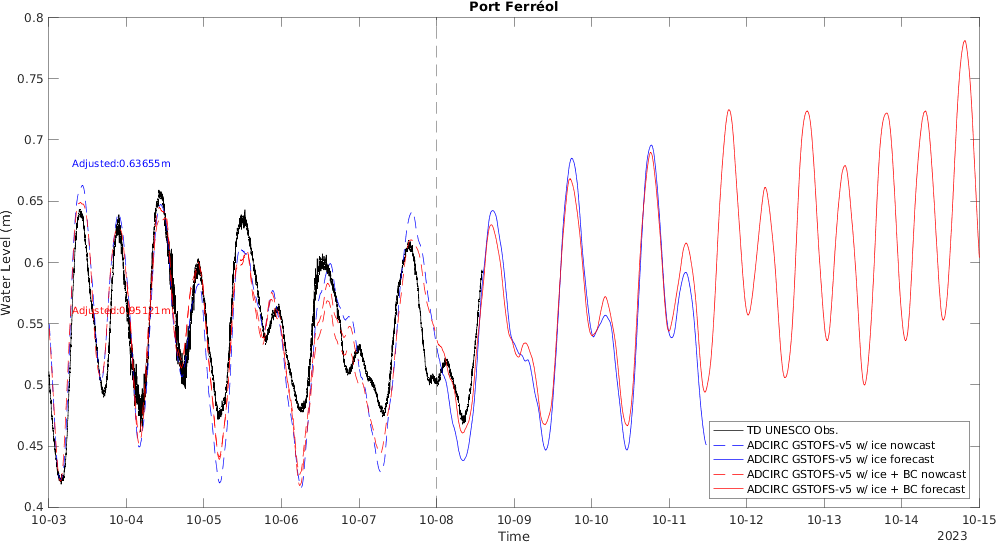 Port Ferréol
0.8
0.75
0.7
0.65
0.6
0.55
0.5
0.45
0.4
Water Level (m)
Adjusted:0.63655m
Adjusted:0.95121m
TD UNESCO Obs.
ADCIRC GSTOFS-v5 w/ ice nowcast
ADCIRC GSTOFS-v5 w/ ice forecast
ADCIRC GSTOFS-v5 w/ ice + BC nowcast
ADCIRC GSTOFS-v5 w/ ice + BC forecast
10-03 10-04 10-05 10-06 10-07 10-08 10-09 10-10 10-11 10-12 10-13 10-14 10-15
Time
2023